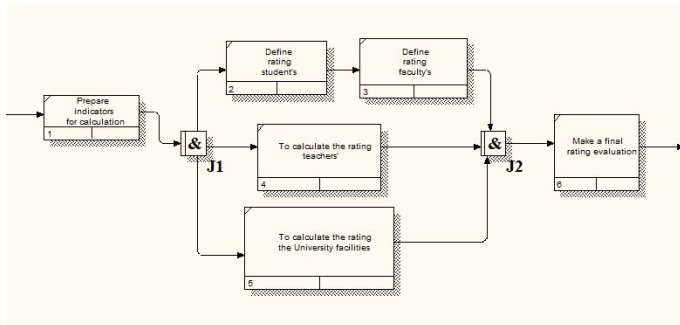 Prepare
indicators
for calculation
1
&
J1
Define
rating
student's
2
Define
rating
faculty's
3
To calculate the rating
teachers'
4
To calculate the rating
the University facilities
5
&
J2
Make a final
rating evaluation
6